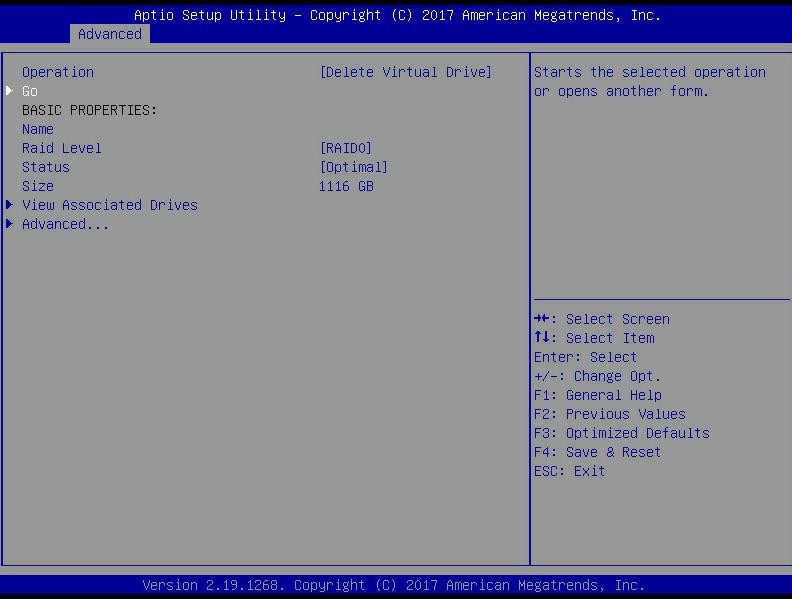 Aptio Setup Utility – Copyright (C) 2017 American Megatrends, Inc.
Advanced
Operation [Delete Virtual Drive]
Go
BASIC PROPERTIES:
Name
Raid Level [RAID0]
Status [Optimal]
Size 1116 GB
View Associated Drives
Advanced...
Starts the selected operation
or opens another form.
→←: Select Screen
↑↓: Select Item
Enter: Select
+/-: Change Opt.
F1: General Help
F2: Previous Values
F3: Optimized Defaults
F4: Save & Reset
ESC: Exit
Version 2.19.1268. Copyright (C) 2017 American Megatrends, Inc.